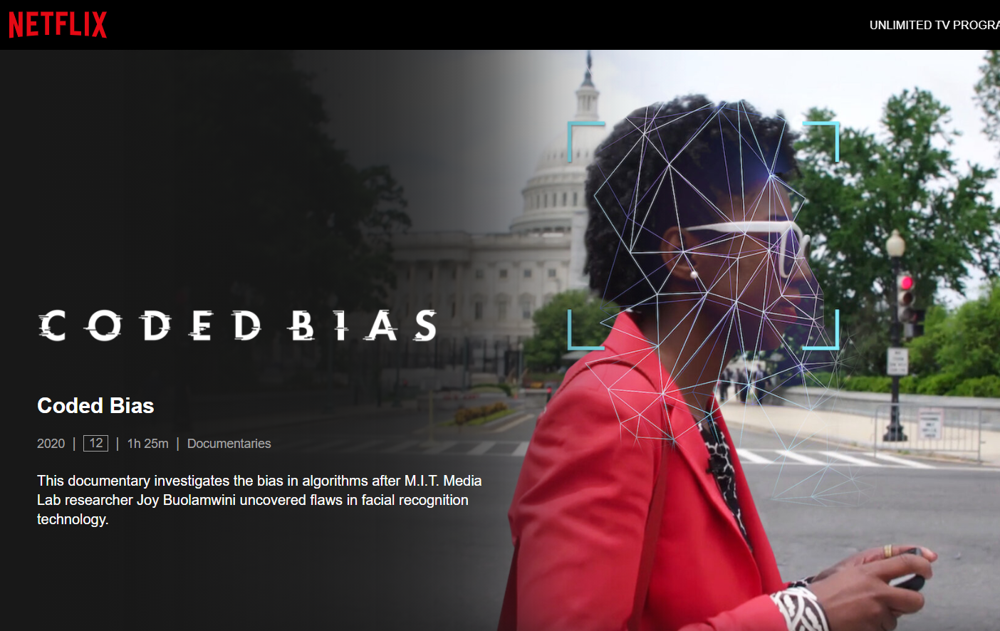 NETFLIX
UNLIMITED TV PROGRA
CODED BIAS
Coded Bias
2020 | 12 | 1h 25m | Documentaries
This documentary investigates the bias in algorithms after M.I.T. Media
Lab researcher Joy Buolamwini uncovered flaws in facial recognition
technology.